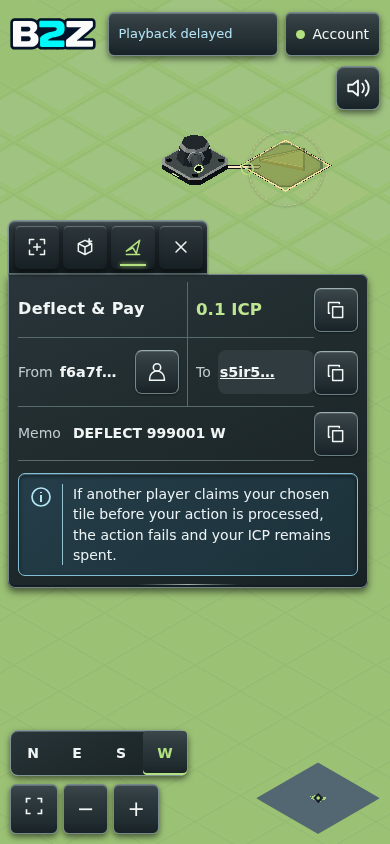 B2Z
Playback delayed
Account
Deflect & Pay
0.1 ICP
From f6a7f...
To s5ir5...
Memo DEFLECT 999001 W
If another player claims your chosen
tile before your action is processed,
the action fails and your ICP remains
spent.
N E S W